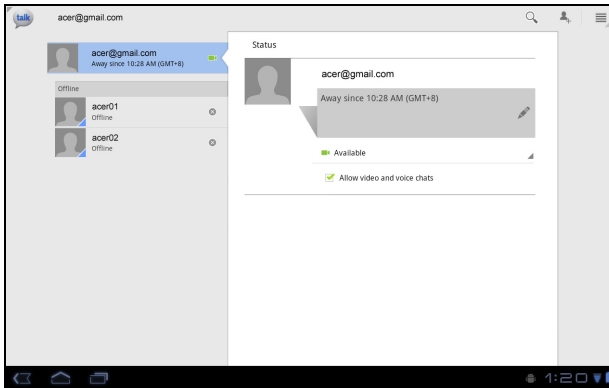 talk
acer@gmail.com
acer@gmail.com
Away since 10:28 AM (GMT+8)
Offline
acer01
Offline
acer02
Offline
Status
acer@gmail.com
Away since 10:28 AM (GMT+8)
Available
Allow video and voice chats
1:20